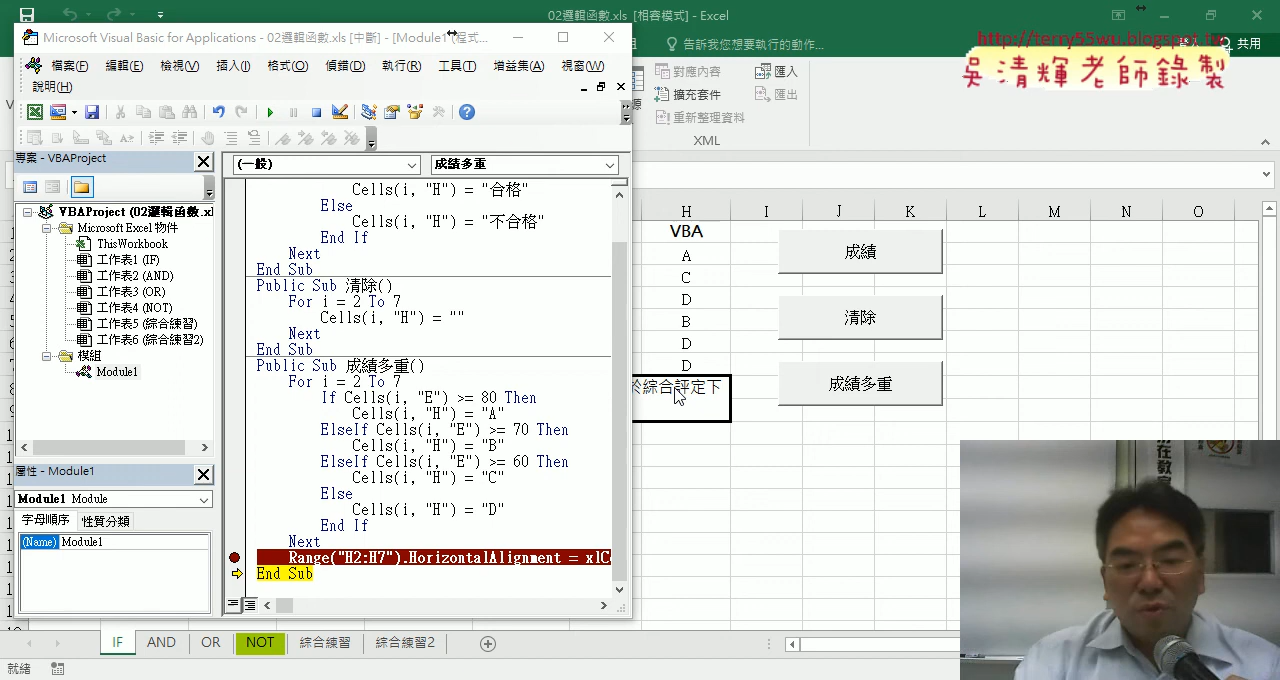 02邏輯函數.xls [相容模式] - Excel
Microsoft Visual Basic for Applications - 02邏輯函數.xls [中斷] - [Module1 (程式...
檔案(F) 編輯(E) 檢視(V) 插入(I) 格式(O) 偵錯(D) 執行(R) 工具(T) 增益集(A) 視窗(W)
說明(H)
告訴我您想要執行的動作...
登入 共用
http://terry55wu.blogspot.tw
吳清輝老師錄製
對應內容 匯入
擴充套件 匯出
重新整理資料
XML
專案 - VBAProject
VBAProject (02邏輯函數.xl
Microsoft Excel 物件
ThisWorkbook
工作表1 (IF)
工作表2 (AND)
工作表3 (OR)
工作表4 (NOT)
工作表5 (綜合練習)
工作表6 (綜合練習2)
模組
Module1
屬性 - Module1
Module1 Module
字母順序 性質分類
(Name) Module1
(一般) 成績多重
Cells(i, "H") = "合格"
Else
Cells(i, "H") = "不合格"
End If
Next
End Sub
Public Sub 清除()
For i = 2 To 7
Cells(i, "H") = ""
Next
End Sub
Public Sub 成績多重()
For i = 2 To 7
If Cells(i, "E") >= 80 Then
Cells(i, "H") = "A"
ElseIf Cells(i, "E") >= 70 Then
Cells(i, "H") = "B"
ElseIf Cells(i, "E") >= 60 Then
Cells(i, "H") = "C"
Else
Cells(i, "H") = "D"
End If
Next
Range("H2:H7").HorizontalAlignment = xlC
End Sub
H I J K L M N O
VBA
A
C
D
B
D
D
於綜合評定下
成績
清除
成績多重
IF AND OR NOT 綜合練習 綜合練習2
就緒